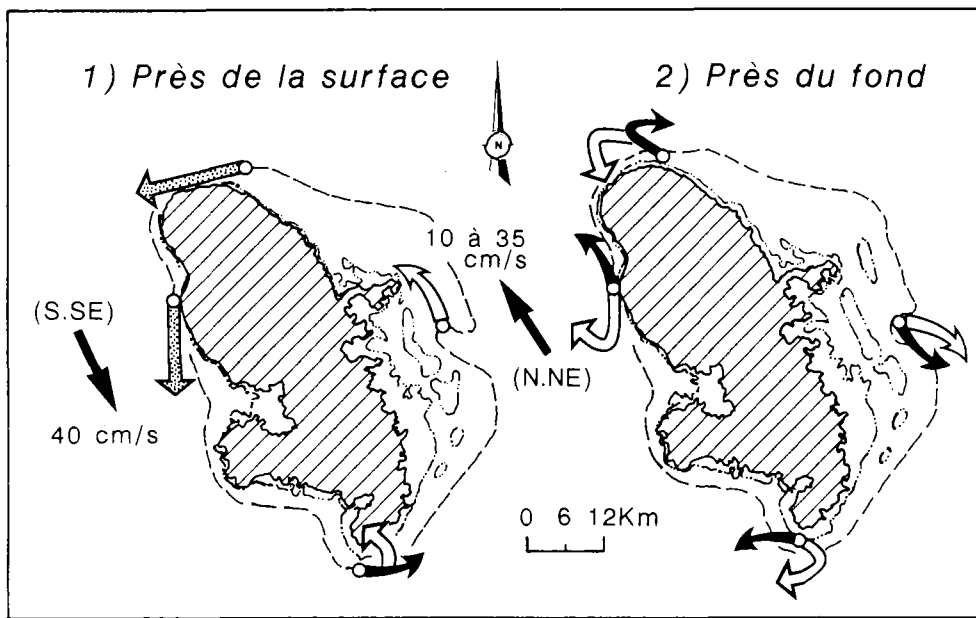 1) Près de la surface
2) Près du fond
N
10 à 35
cm/s
(S.SE)
(N.NE)
40 cm/s
0 6 12Km